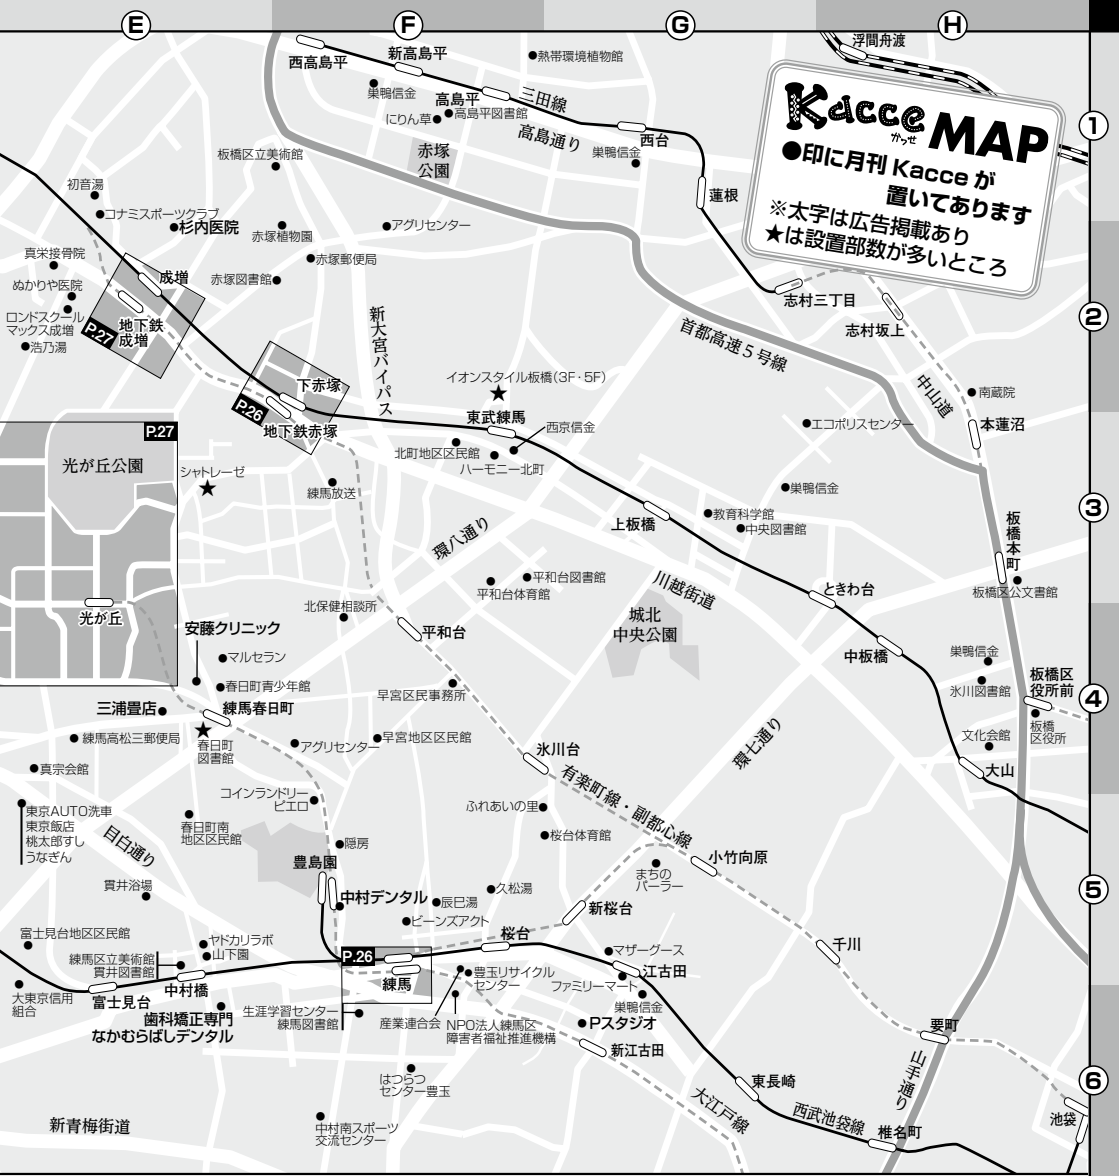 E
F
G
H
浮間舟渡
Kacce MAP
かっせ
●印に月刊 Kacce が
置いてあります
※太字は広告掲載あり
★は設置部数が多いところ
1
2
3
4
5
6
西高島平
新高島平
熱帯環境植物館
巣鴨信金
高島平
高島平図書館
にりん草
三田線
高島通り
西台
巣鴨信金
赤塚
公園
蓮根
板橋区立美術館
初音湯
コナミスポーツクラブ
杉内医院
赤塚植物園
アグリセンター
真栄接骨院
ぬかりや医院
ロンドスクール
マックス成増
浩乃湯
成増
地下鉄
成増
P.27
赤塚郵便局
赤塚図書館
新大宮バイパス
志村三丁目
志村坂上
首都高速5号線
中山道
南蔵院
本蓮沼
下赤塚
P.26
地下鉄赤塚
イオンスタイル板橋(3F・5F)
東武練馬
西京信金
北町地区区民館
ハーモニー北町
エコポリスセンター
P.27
光が丘公園
シャトレーゼ
練馬放送
巣鴨信金
上板橋
教育科学館
中央図書館
板橋本町
板橋区公文書館
環八通り
川越街道
平和台図書館
平和台体育館
ときわ台
光が丘
北保健相談所
平和台
城北
中央公園
中板橋
安藤クリニック
マルセラン
春日町青少年館
三浦畳店
練馬春日町
練馬高松三郵便局
春日町
図書館
早宮区民事務所
アグリセンター
早宮地区区民館
巣鴨信金
氷川図書館
板橋区
役所前
板橋
区役所
文化会館
大山
真宗会館
氷川台
環七通り
有楽町線・副都心線
東京AUTO洗車
東京飯店
桃太郎すし
うなぎん
コインランドリー
ピエロ
春日町南
地区区民館
ふれあいの里
桜台体育館
目白通り
隠房
豊島園
小竹向原
まちの
パーラー
貫井浴場
中村デンタル
辰巳湯
久松湯
ビーンズアクト
新桜台
千川
富士見台地区区民館
ヤドカリラボ
山下園
練馬区立美術館
貫井図書館
P.26
桜台
マザーグース
江古田
ファミリーマート
練馬
豊玉リサイクル
センター
大東京信用
組合
富士見台
中村橋
歯科矯正専門
なかむらばしデンタル
生涯学習センター
練馬図書館
産業連合会
NPO法人練馬区
障害者福祉推進機構
巣鴨信金
Pスタジオ
新江古田
要町
山手通り
はつらつ
センター豊玉
東長崎
大江戸線
西武池袋線
椎名町
池袋
新青梅街道
中村南スポーツ
交流センター